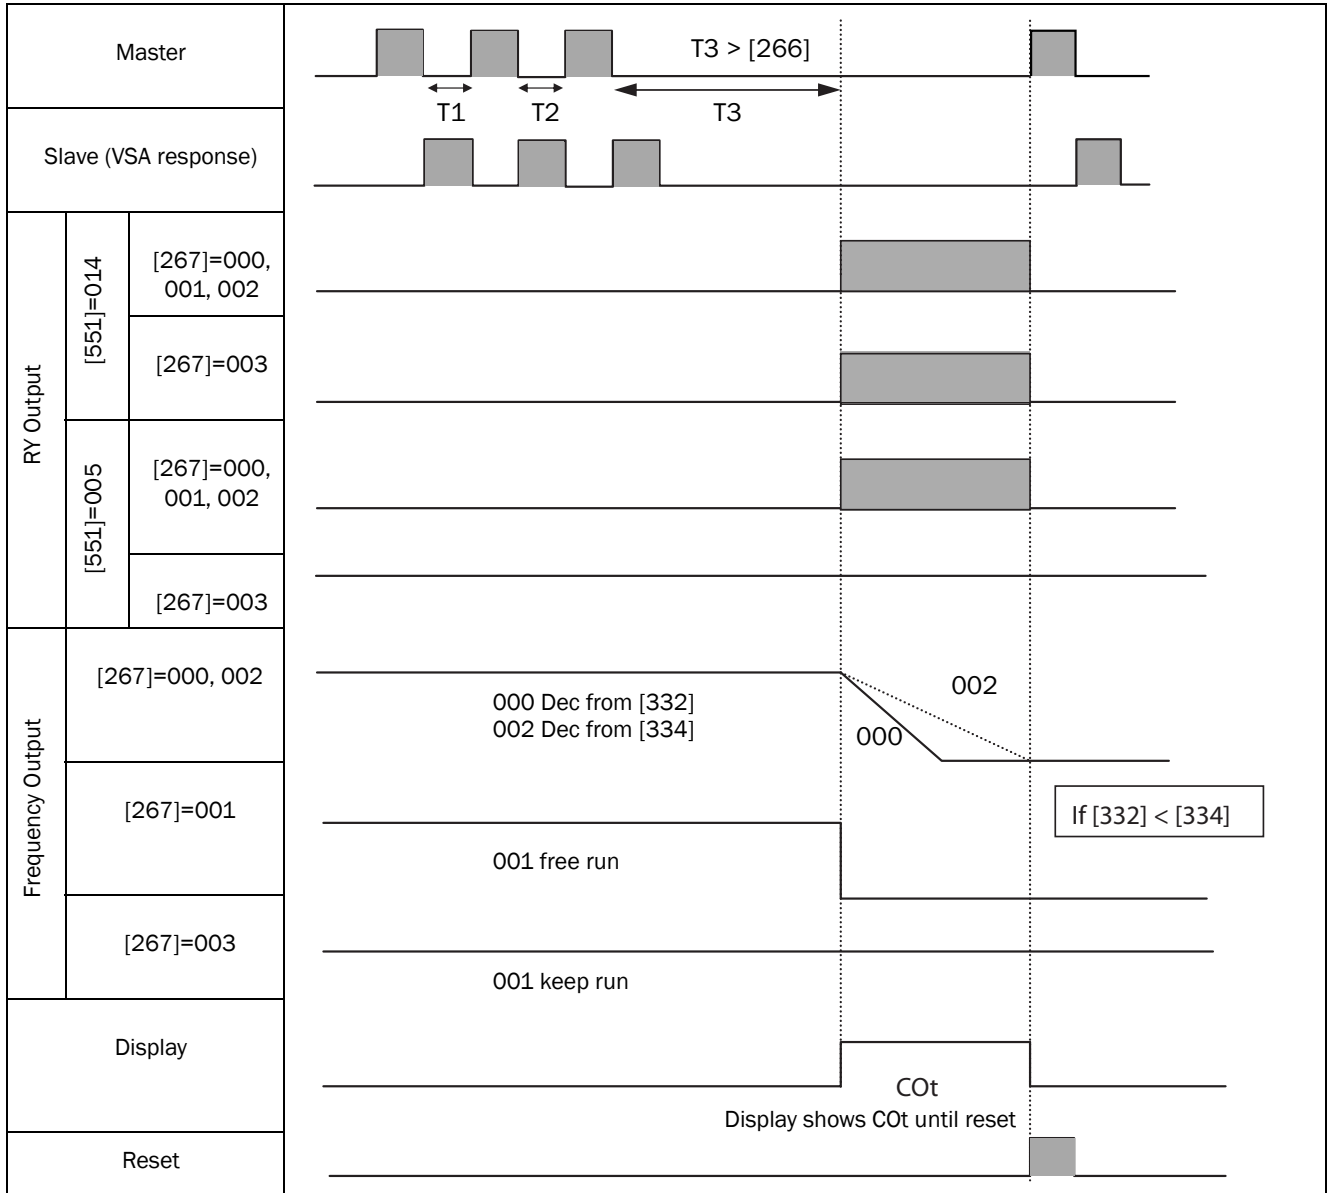 Master
T3 > [266]
T1
T2
T3
Slave (VSA response)
RY Output
[551]=014
[267]=000,
001, 002
[267]=003
[551]=005
[267]=000,
001, 002
[267]=003
Frequency Output
[267]=000, 002
000 Dec from [332]
002 Dec from [334]
002
000
[267]=001
If [332] < [334]
001 free run
[267]=003
001 keep run
Display
COt
Display shows COt until reset
Reset